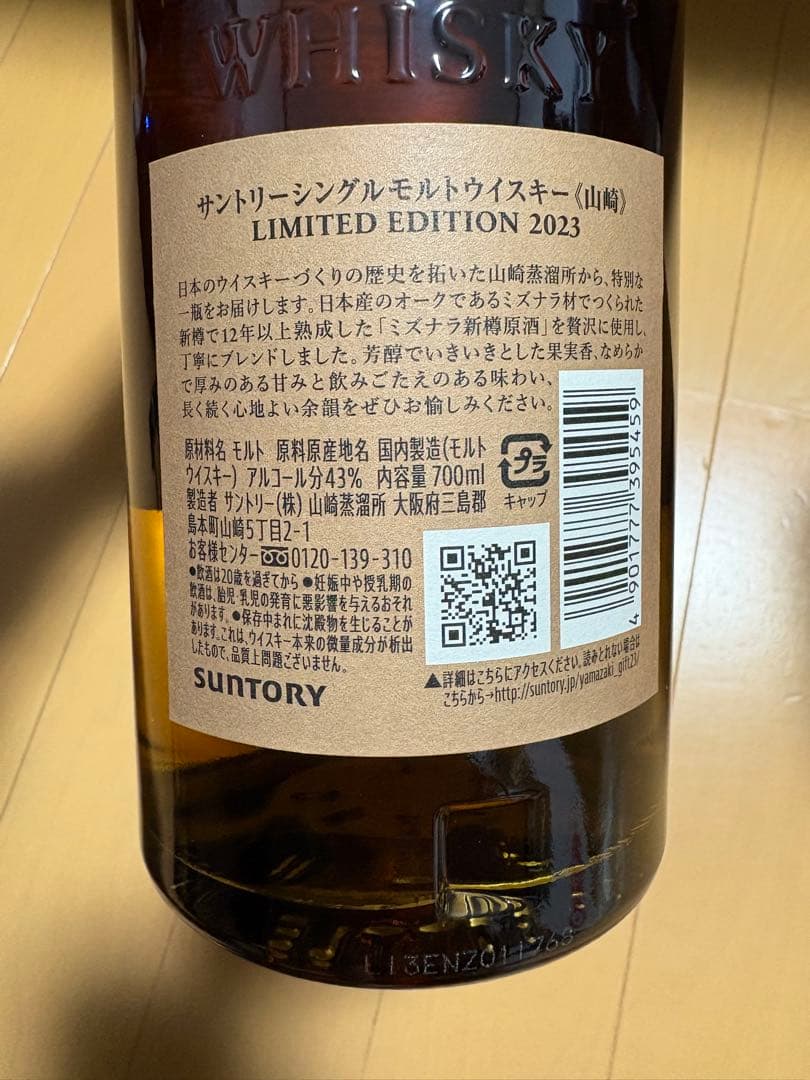 WHISKY
サントリーシングルモルトウイスキー《山崎》
LIMITED EDITION 2023
日本のウイスキーづくりの歴史を拓いた山崎蒸溜所から、特別な
一瓶をお届けします。日本産のオークであるミズナラ材でつくられた
新樽で12年以上熟成した「ミズナラ新樽原酒」を贅沢に使用し、
丁寧にブレンドしました。芳醇でいきいきとした果実香、なめらか
で厚みのある甘みと飲みごたえのある味わい、
長く続く心地よい余韻をぜひお愉しみください。
原材料名 モルト 原料原産地名 国内製造(モルト
ウイスキー) アルコール分43% 内容量700ml
製造者 サントリー(株) 山崎蒸溜所 大阪府三島郡
島本町山崎5丁目2-1
お客様センター 0120-139-310
●飲酒は20歳を過ぎてから ●妊娠中や授乳期の
飲酒は、胎児・乳児の発育に悪影響を与えるおそれ
があります。●保存中まれに沈殿物を生じることが
あります。これは、ウイスキー本来の微量成分が析出
したもので、品質上問題ございません。
SUNTORY
プラ
キャップ
4 901777 395459
▲詳細はこちらにアクセスください。読みとれない場合は
こちらから→http://suntory.jp/yamazaki_gift23/
L13ENZ011768